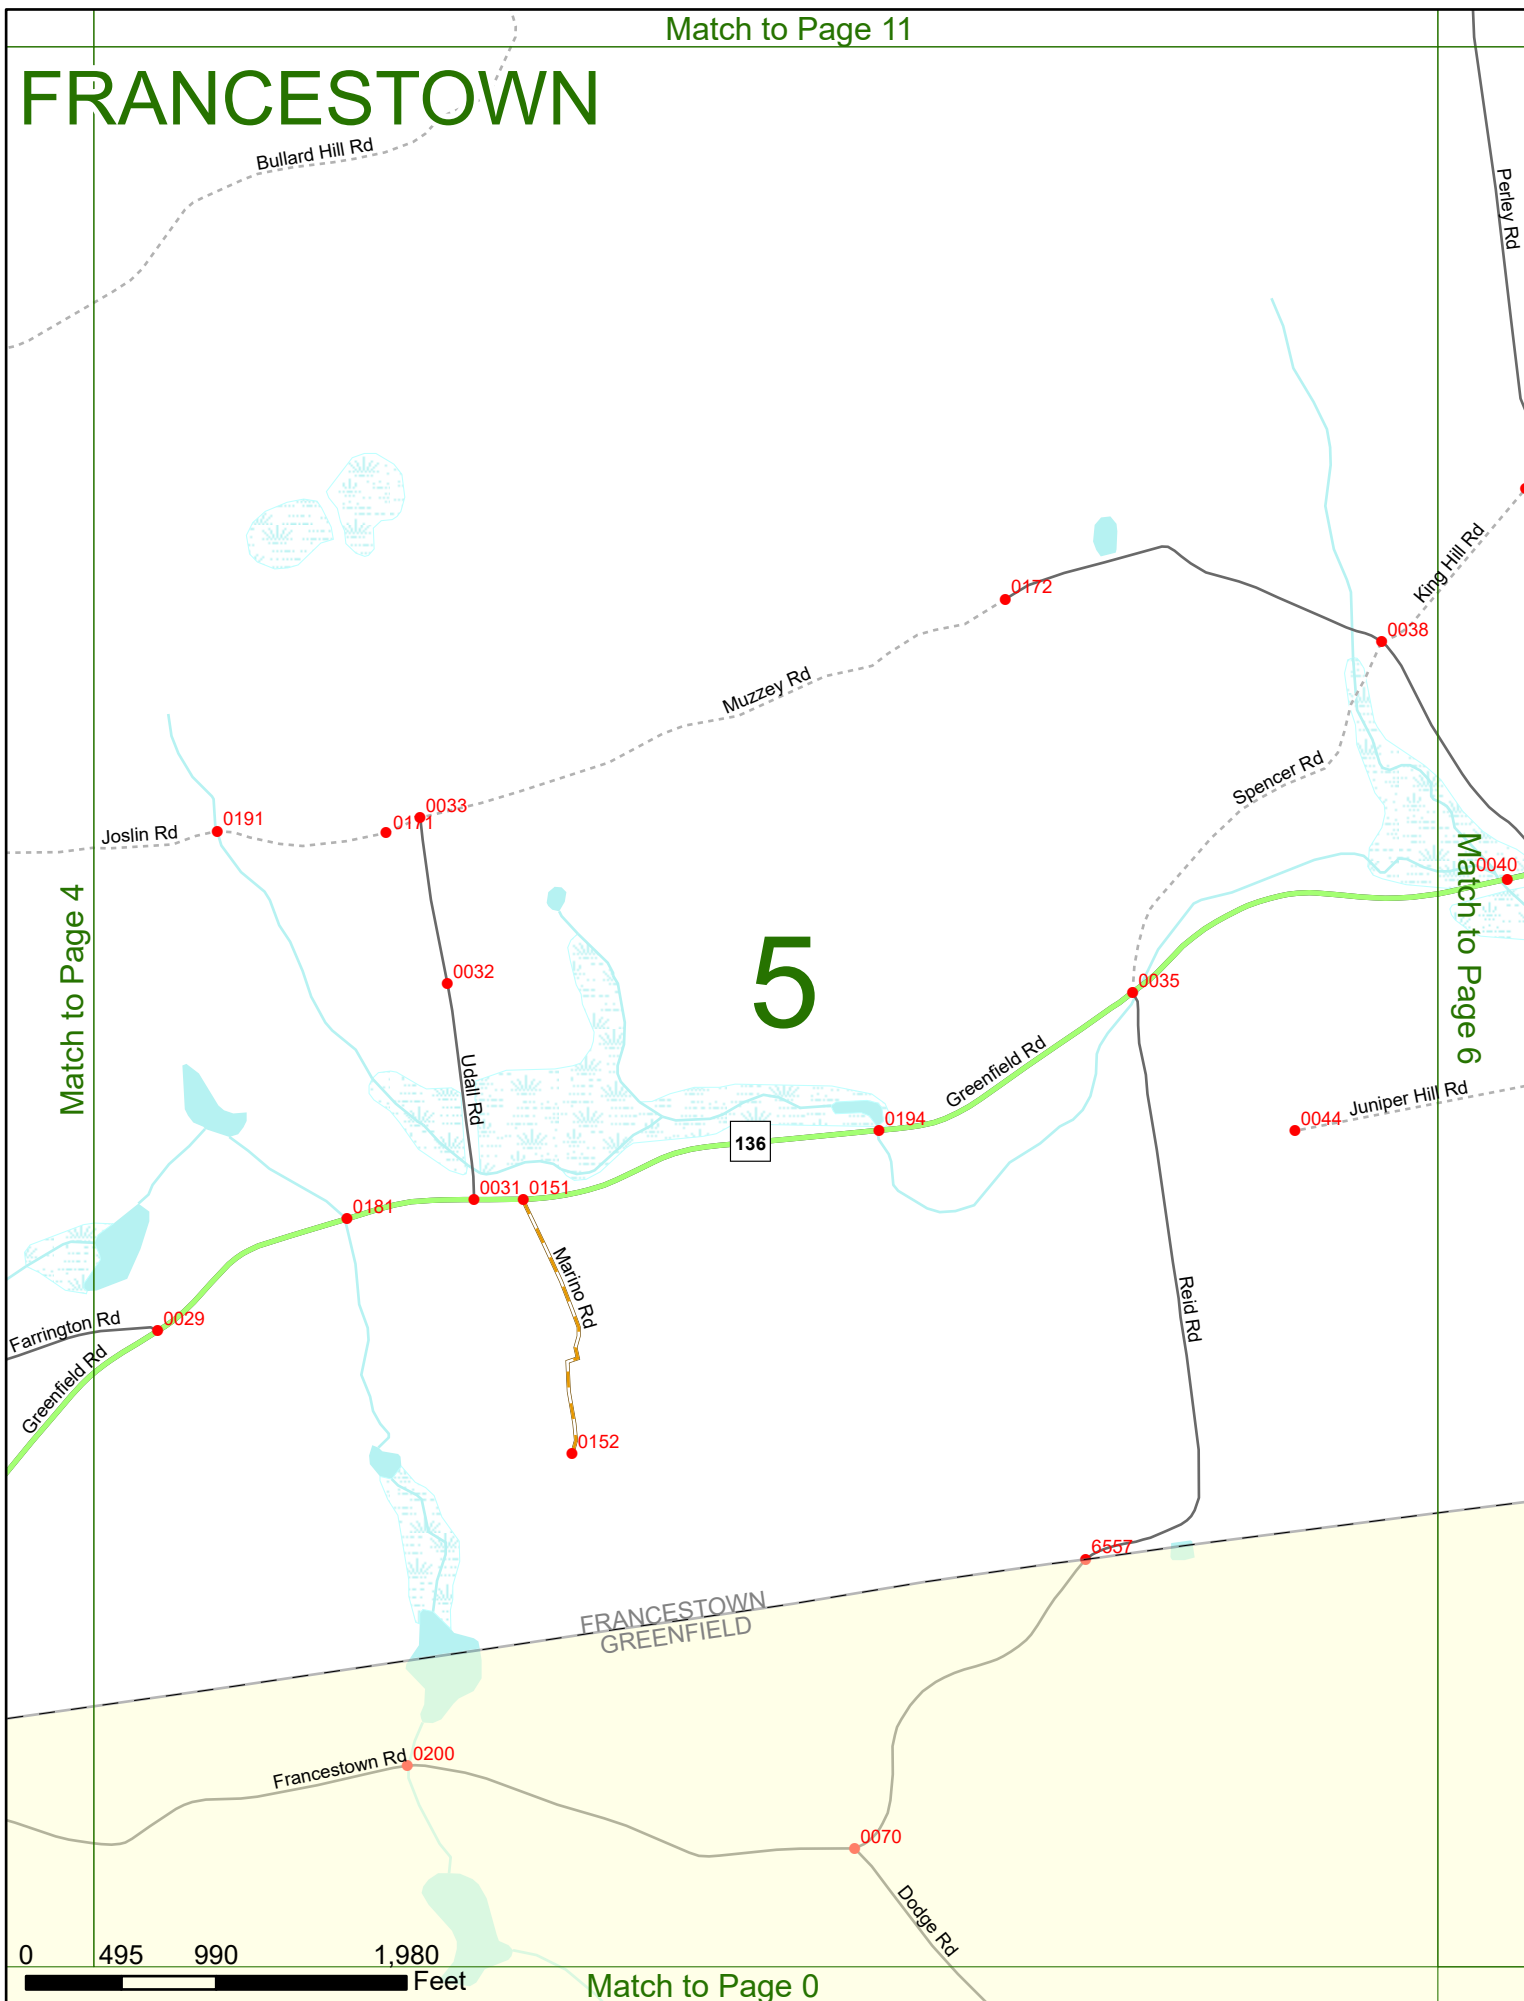 Match to Page 11
FRANCESTOWN
Bullard Hill Rd
Perley Rd
King Hill Rd
0172
0038
Muzzey Rd
Spencer Rd
0033
0191
0171
Joslin Rd
Match to Page 4
Match to Page 6
0040
5
0032
0035
Udall Rd
Greenfield Rd
Juniper Hill Rd
0044
0194
136
0031
0151
0181
Marino Rd
Reid Rd
Farrington Rd
0029
Greenfield Rd
0152
6557
FRANCESTOWN
GREENFIELD
Francestown Rd
0200
0070
Dodge Rd
0 495 990 1,980
Feet
Match to Page 0